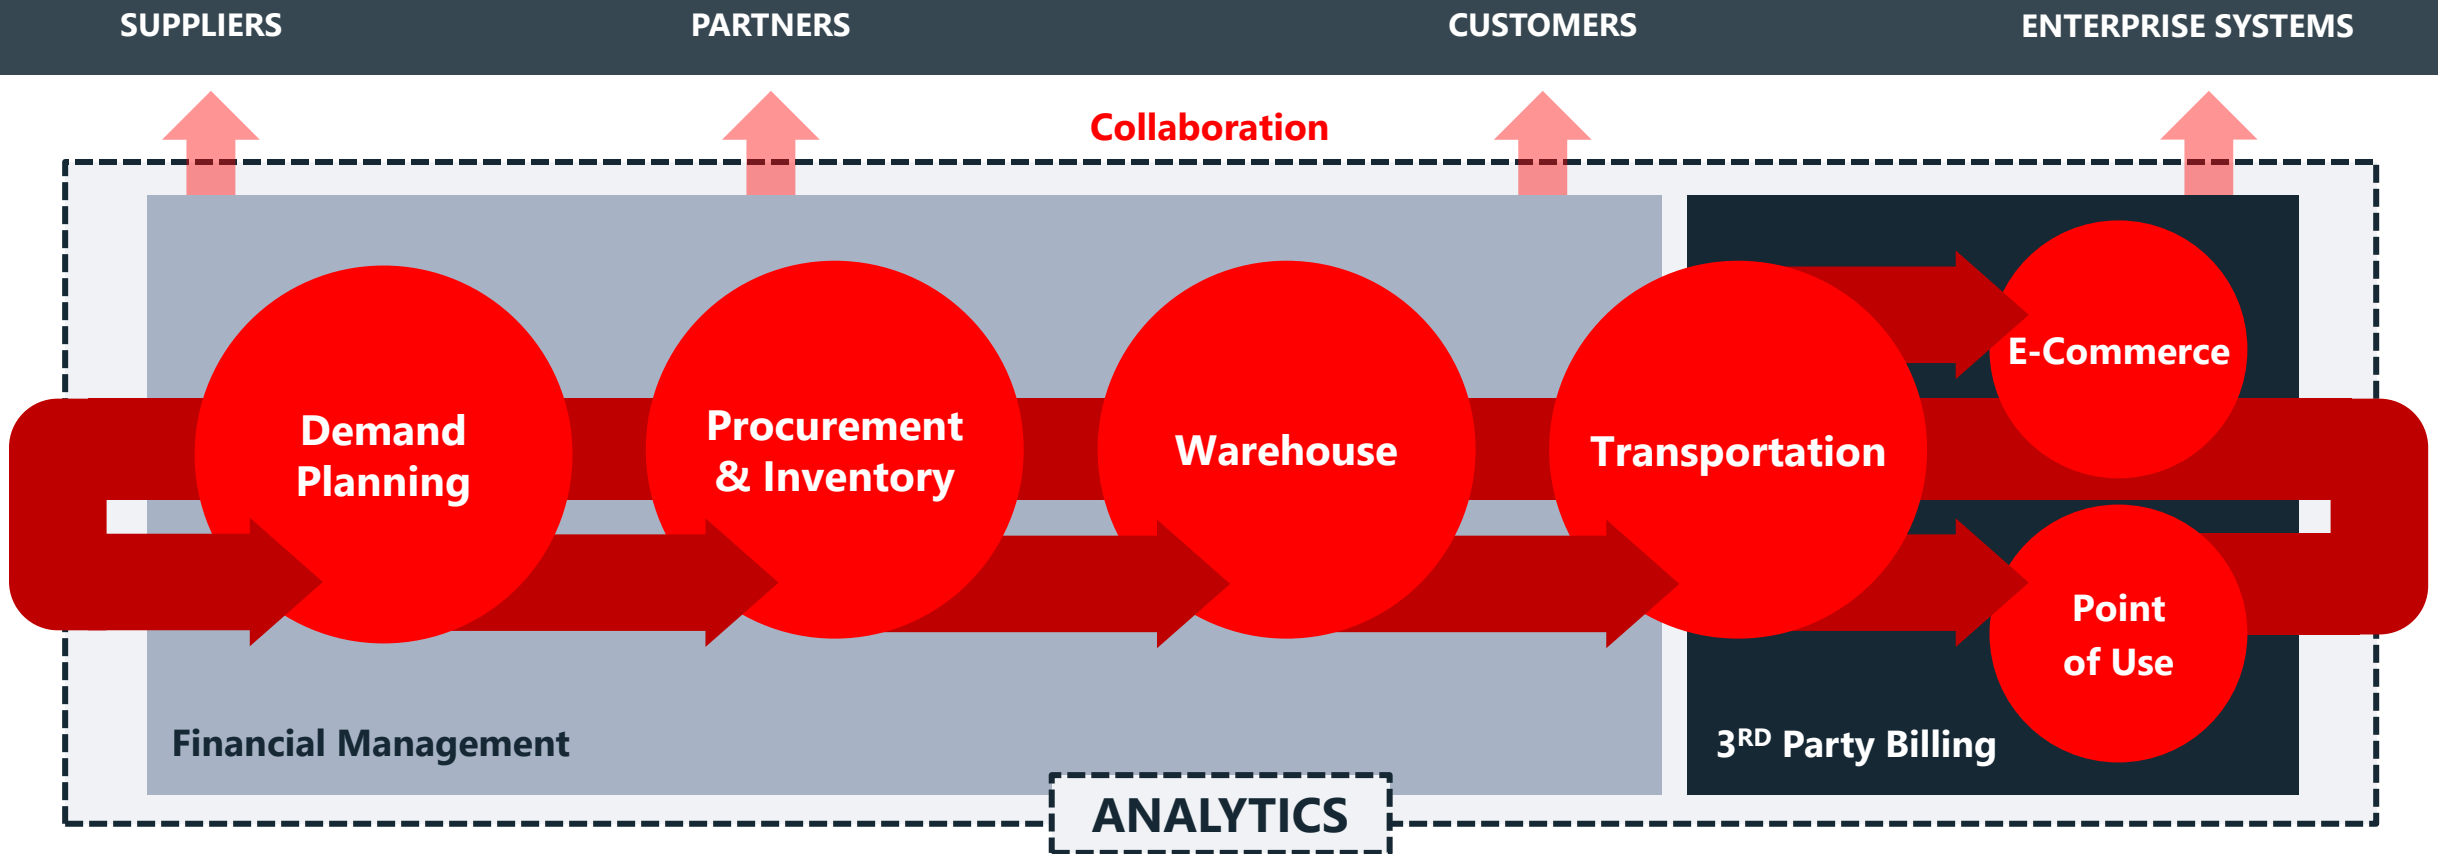 SUPPLIERS
PARTNERS
CUSTOMERS
ENTERPRISE SYSTEMS
Collaboration
Demand
Planning
Procurement
& Inventory
Warehouse
Transportation
E-Commerce
Point
of Use
Financial Management
3RD Party Billing
ANALYTICS